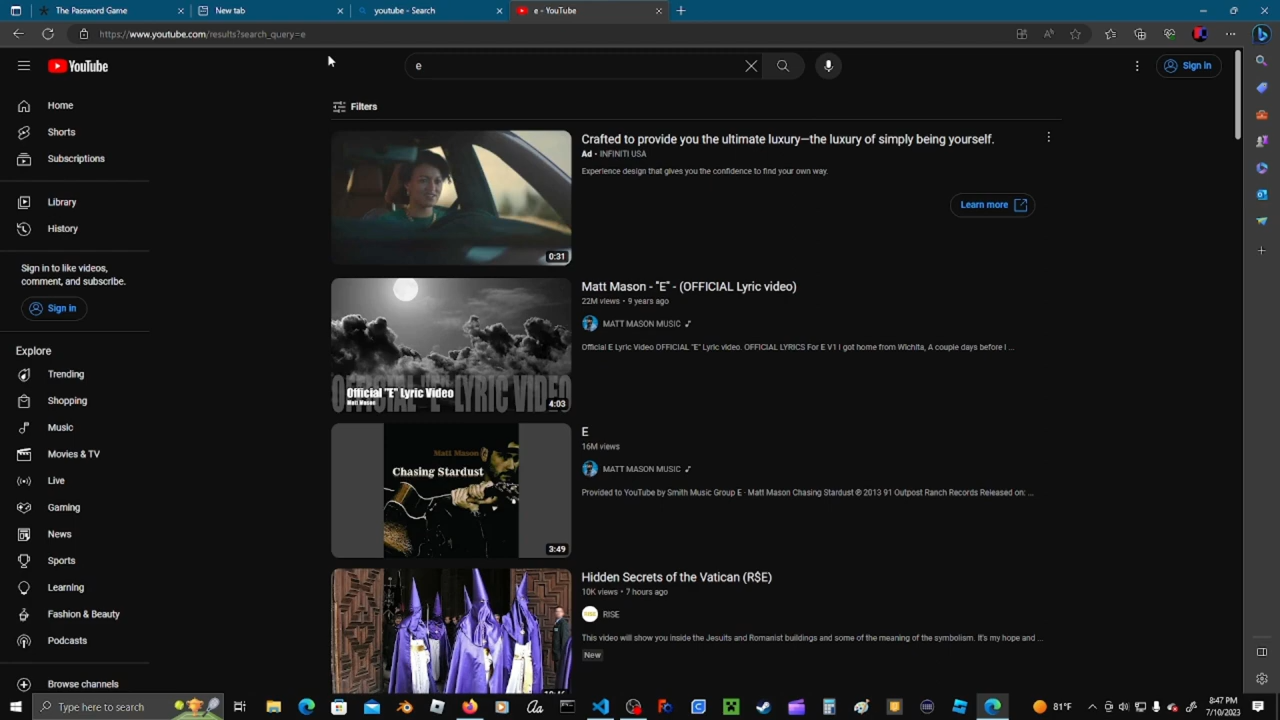 The Password Game
New tab
youtube - Search
e - YouTube
https://www.youtube.com/results?search_query=e
YouTube
e
Sign in
Home
Shorts
Subscriptions
Library
History
Sign in to like videos,
comment, and subscribe.
Sign in
Explore
Trending
Shopping
Music
Movies & TV
Live
Gaming
News
Sports
Learning
Fashion & Beauty
Podcasts
Browse channels
Filters
Crafted to provide you the ultimate luxury—the luxury of simply being yourself.
Ad • INFINITI USA
Experience design that gives you the confidence to find your own way.
Learn more
0:31
Matt Mason - "E" - (OFFICIAL Lyric video)
22M views • 9 years ago
MATT MASON MUSIC
Official E Lyric Video OFFICIAL "E" Lyric video. OFFICIAL LYRICS For E V1 I got home from Wichita, A couple days before I ...
OFFICIAL "E" LYRIC VIDEO
Official "E" Lyric Video
Matt Mason
4:03
E
16M views
MATT MASON MUSIC
Provided to YouTube by Smith Music Group E · Matt Mason Chasing Stardust ℗ 2013 91 Outpost Ranch Records Released on: ...
Matt Mason
Chasing Stardust
3:49
Hidden Secrets of the Vatican (R$E)
10K views • 7 hours ago
RISE
This video will show you inside the Jesuits and Romanist buildings and some of the meaning of the symbolism. It's my hope and ...
New
Type here to search
81°F
8:47 PM
7/10/2023